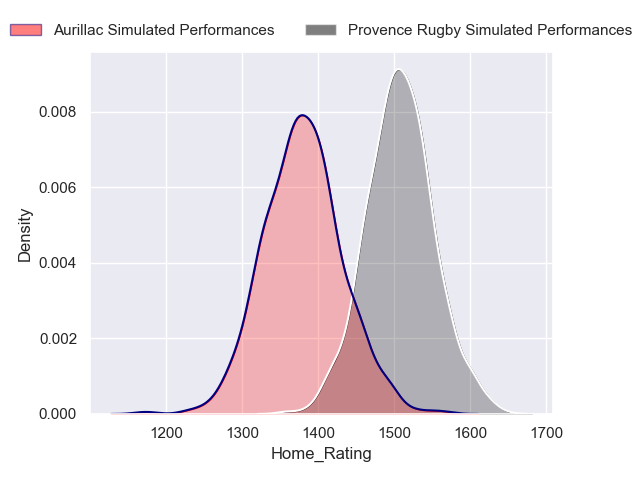 Aurillac Simulated Performances
Provence Rugby Simulated Performances
0.008
0.006
0.004
0.002
0.000
Density
1200 1300 1400 1500 1600 1700
Home_Rating